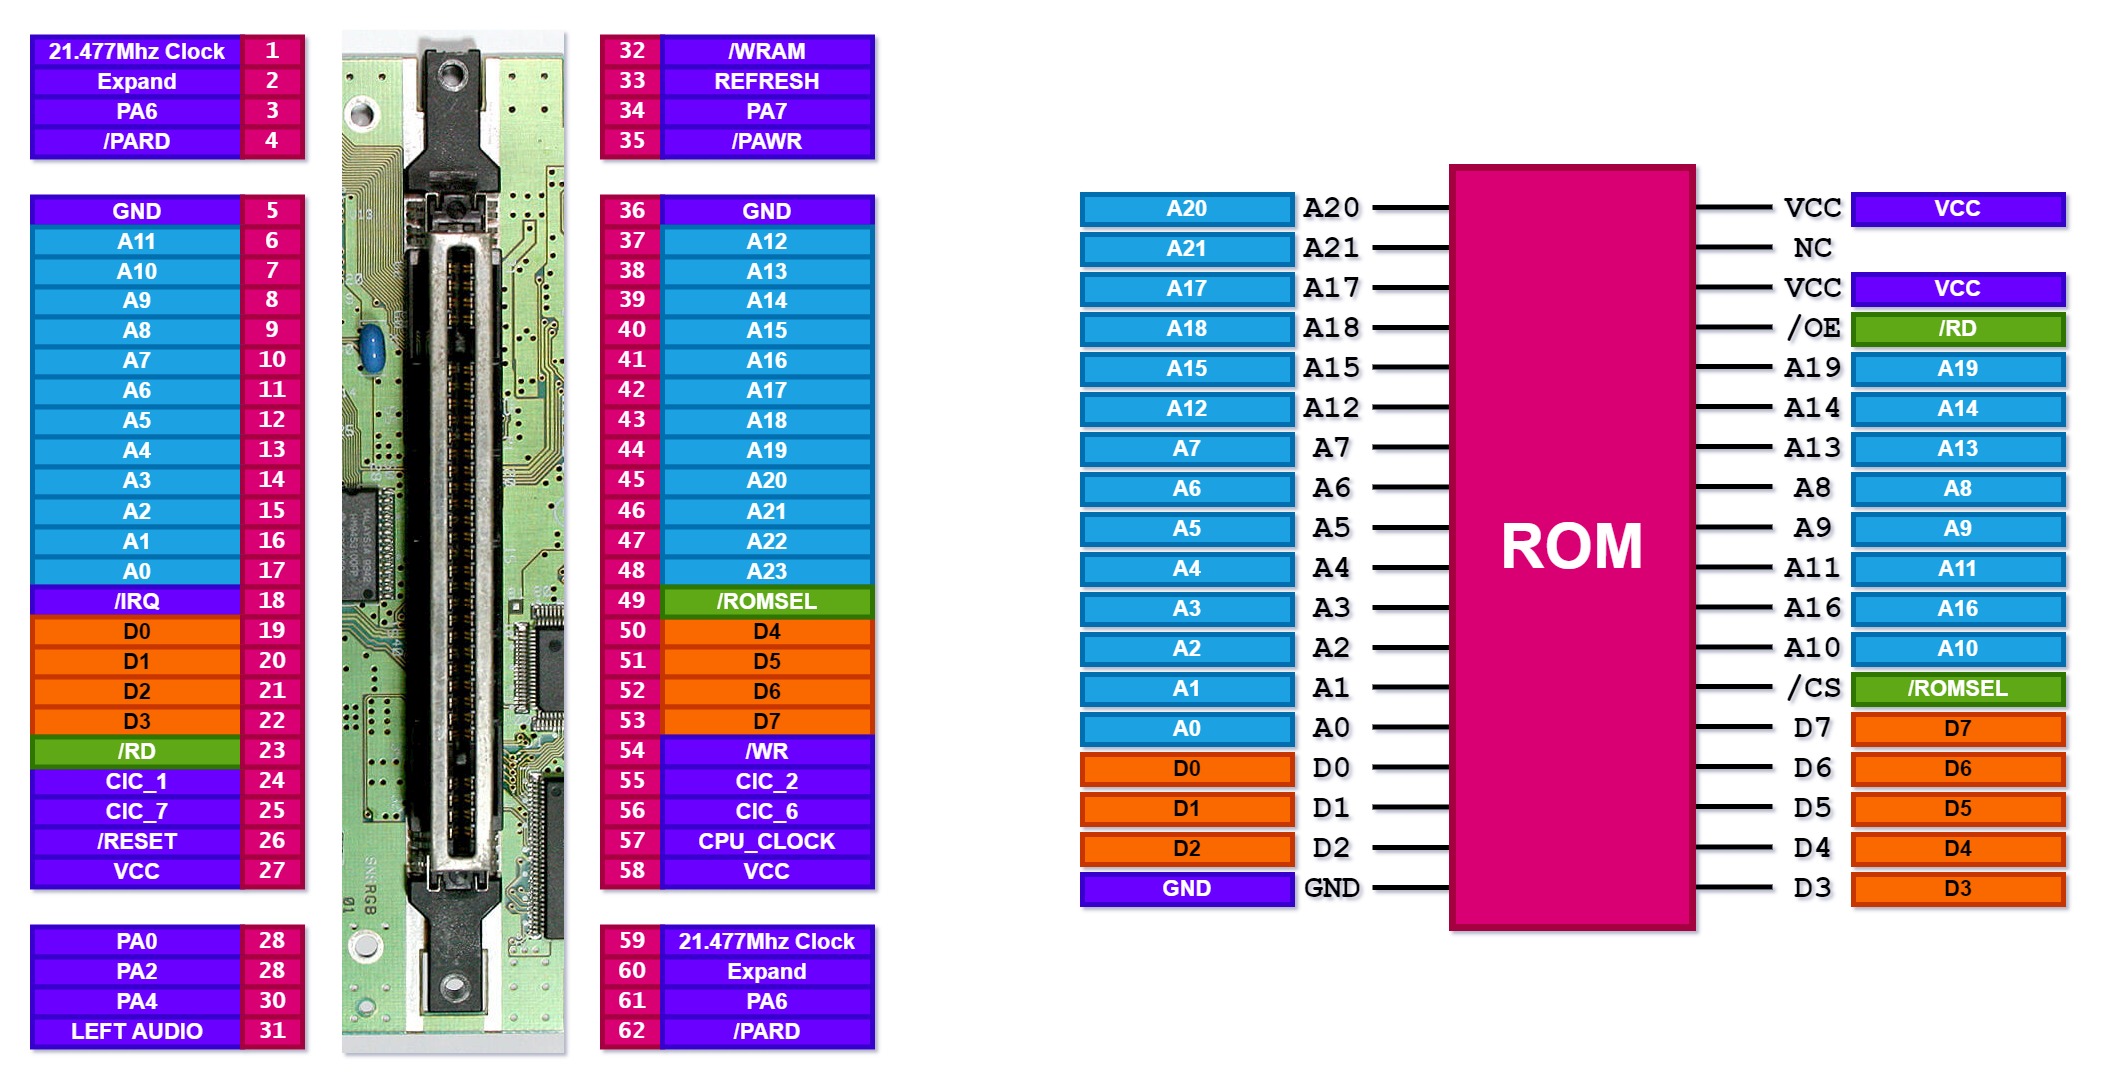 21.477Mhz Clock 1
Expand 2
PA6 3
/PARD 4
GND 5
A11 6
A10 7
A9 8
A8 9
A7 10
A6 11
A5 12
A4 13
A3 14
A2 15
A1 16
A0 17
/IRQ 18
D0 19
D1 20
D2 21
D3 22
/RD 23
CIC_1 24
CIC_7 25
/RESET 26
VCC 27
PA0 28
PA2 28
PA4 30
LEFT AUDIO 31
RGB
01
32 /WRAM
33 REFRESH
34 PA7
35 /PAWR
36 GND
37 A12
38 A13
39 A14
40 A15
41 A16
42 A17
43 A18
44 A19
45 A20
46 A21
47 A22
48 A23
49 /ROMSEL
50 D4
51 D5
52 D6
53 D7
54 /WR
55 CIC_2
56 CIC_6
57 CPU_CLOCK
58 VCC
59 21.477Mhz Clock
60 Expand
61 PA6
62 /PARD
A20 A20
A21 A21
A17 A17
A18 A18
A15 A15
A12 A12
A7 A7
A6 A6
A5 A5
A4 A4
A3 A3
A2 A2
A1 A1
A0 A0
D0 D0
D1 D1
D2 D2
GND GND
ROM
VCC VCC
NC
VCC VCC
/OE /RD
A19 A19
A14 A14
A13 A13
A8 A8
A9 A9
A11 A11
A16 A16
A10 A10
/CS /ROMSEL
D7 D7
D6 D6
D5 D5
D4 D4
D3 D3